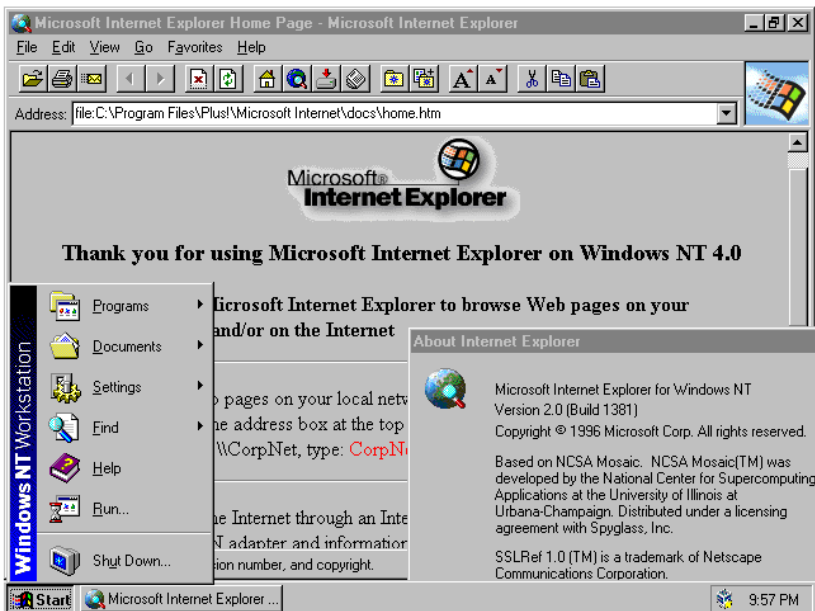 Microsoft Internet Explorer Home Page - Microsoft Internet Explorer
File Edit View Go Favorites Help
Address: file:C:\Program Files\Plus!\Microsoft Internet\docs\home.htm
Microsoft®
Internet Explorer
Thank you for using Microsoft Internet Explorer on Windows NT 4.0
Microsoft Internet Explorer to browse Web pages on your
and/or on the Internet
pages on your local netw
he address box at the top
\\CorpNet, type: CorpNe
he Internet through an Inte
N adapter and information
ion number, and copyright.
Windows NT Workstation
Programs
Documents
Settings
Find
Help
Run...
Shut Down...
About Internet Explorer
Microsoft Internet Explorer for Windows NT
Version 2.0 (Build 1381)
Copyright © 1996 Microsoft Corp. All rights reserved.
Based on NCSA Mosaic. NCSA Mosaic(TM) was
developed by the National Center for Supercomputing
Applications at the University of Illinois at
Urbana-Champaign. Distributed under a licensing
agreement with Spyglass, Inc.
SSLRef 1.0 (TM) is a trademark of Netscape
Communications Corporation.
Start Microsoft Internet Explorer ... 9:57 PM